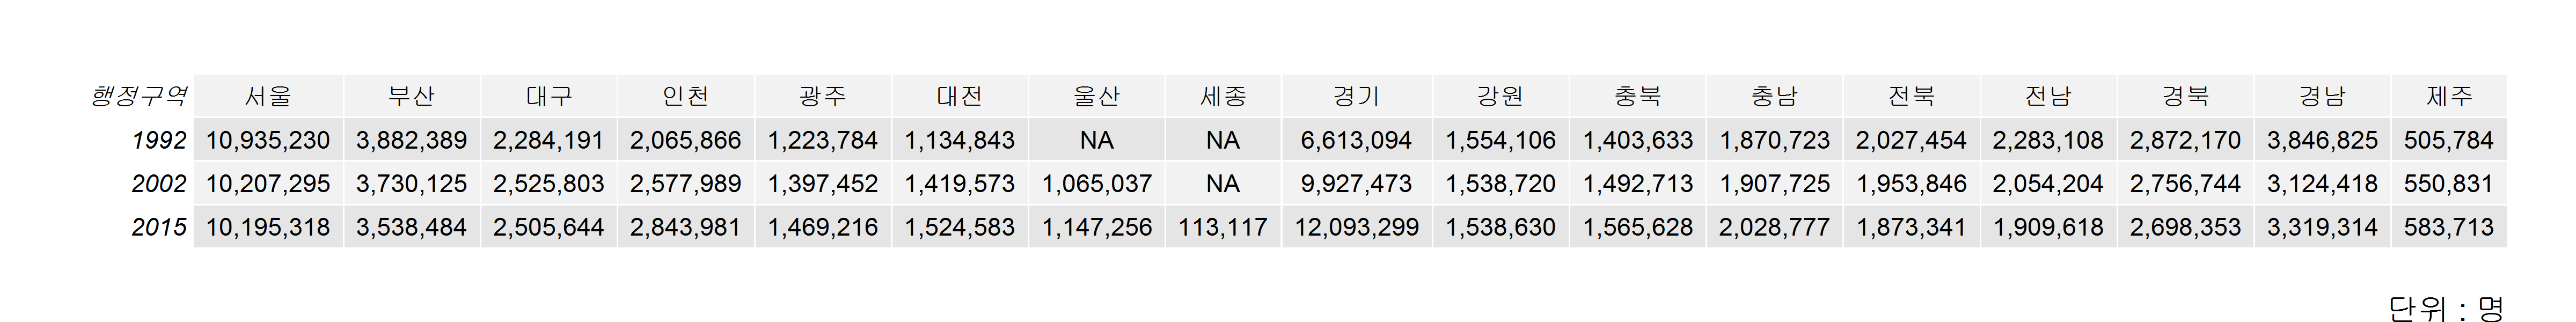 행정구역 서울 부산 대구 인천 광주 대전 울산 세종 경기 강원 충북 충남 전북 전남 경북 경남 제주
1992 10,935,230 3,882,389 2,284,191 2,065,866 1,223,784 1,134,843 NA NA 6,613,094 1,554,106 1,403,633 1,870,723 2,027,454 2,283,108 2,872,170 3,846,825 505,784
2002 10,207,295 3,730,125 2,525,803 2,577,989 1,397,452 1,419,573 1,065,037 NA 9,927,473 1,538,720 1,492,713 1,907,725 1,953,846 2,054,204 2,756,744 3,124,418 550,831
2015 10,195,318 3,538,484 2,505,644 2,843,981 1,469,216 1,524,583 1,147,256 113,117 12,093,299 1,538,630 1,565,628 2,028,777 1,873,341 1,909,618 2,698,353 3,319,314 583,713
단위 : 명